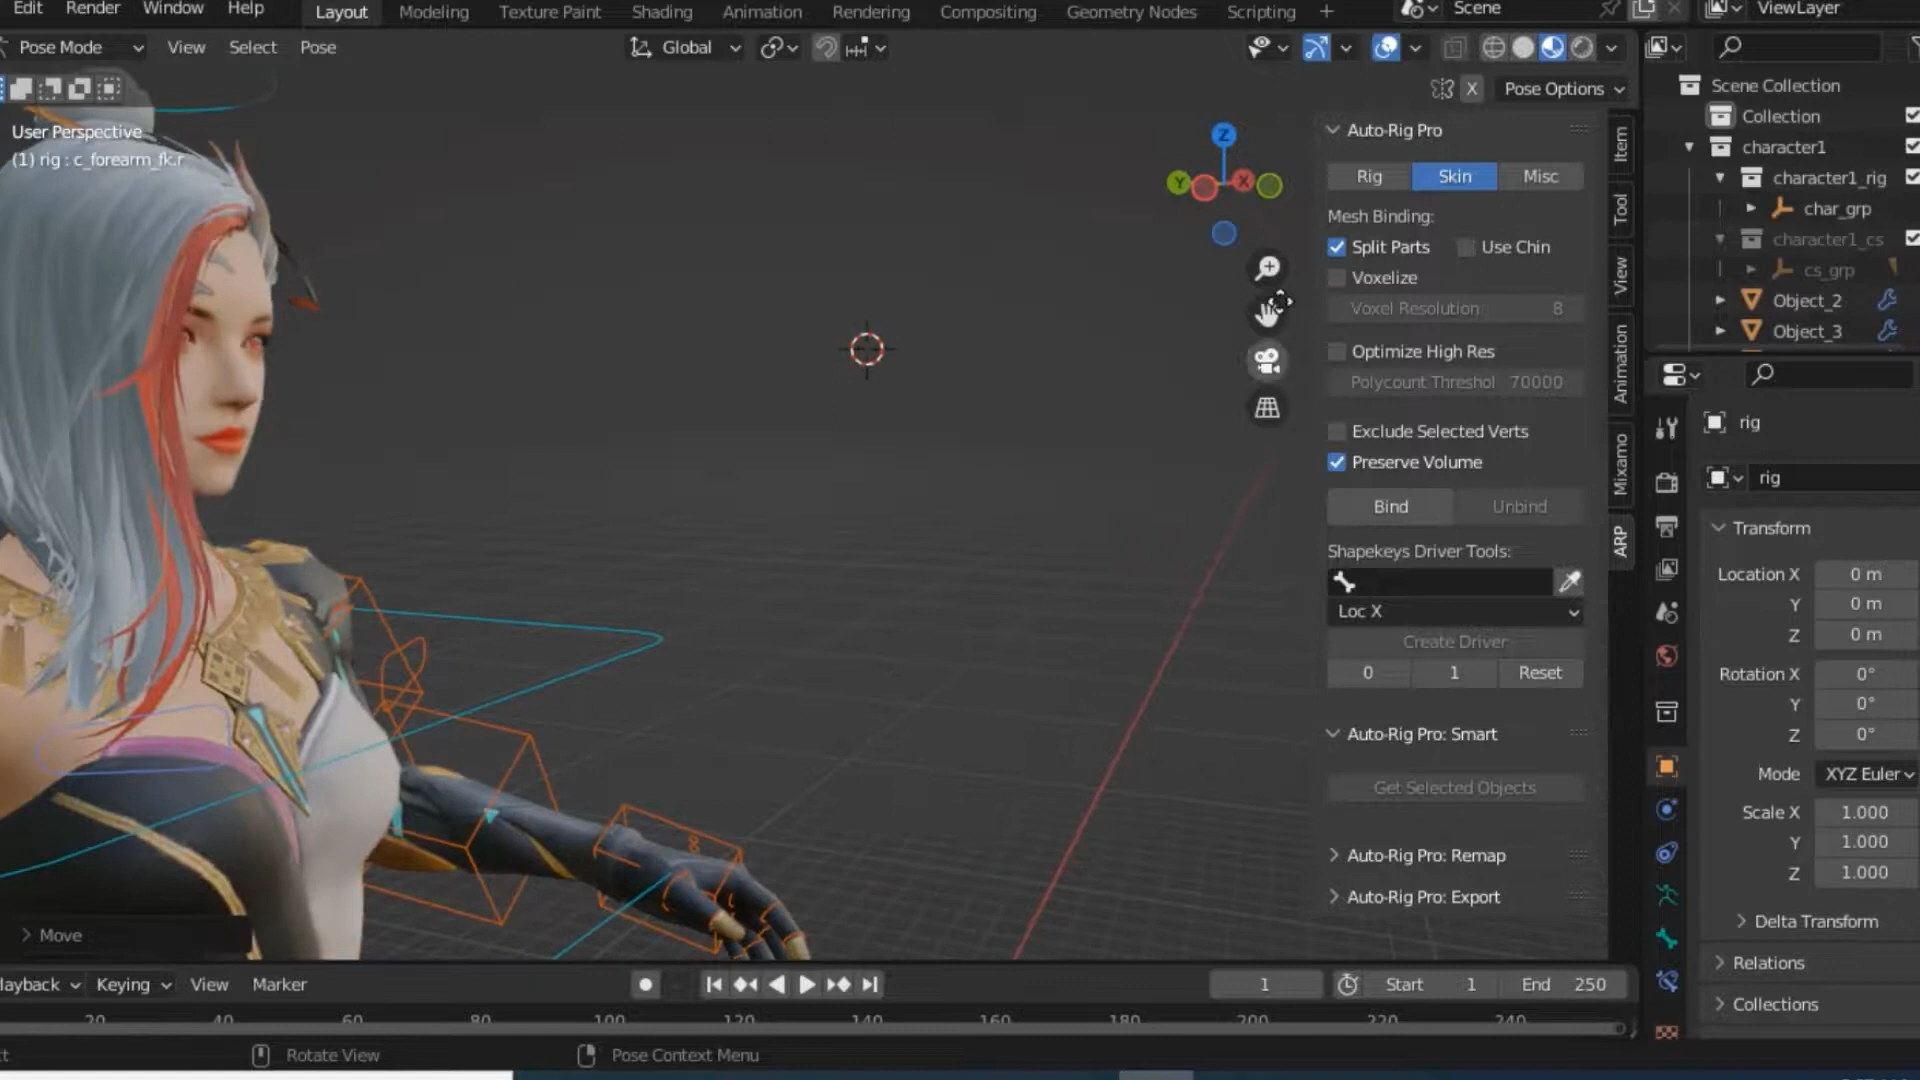 Edit Render Window Help Layout Modeling Texture Paint Shading Animation Rendering Compositing Geometry Nodes Scripting + Scene ViewLayer
Pose Mode View Select Pose Global
X Pose Options
User Perspective
(1) rig : c_forearm_fk.r
Z
Y X
Auto-Rig Pro
Rig Skin Misc
Mesh Binding:
Split Parts Use Chin
Voxelize
Voxel Resolution 8
Optimize High Res
Polycount Threshol 70000
Exclude Selected Verts
Preserve Volume
Bind Unbind
Shapekeys Driver Tools:
Loc X
Create Driver
0 1 Reset
Auto-Rig Pro: Smart
Get Selected Objects
Auto-Rig Pro: Remap
Auto-Rig Pro: Export
Item
Tool
View
Animation
Mixamo
ARP
Scene Collection
Collection
character1
character1_rig
char_grp
character1_cs
cs_grp
Object_2
Object_3
rig
rig
Transform
Location X 0 m
Y 0 m
Z 0 m
Rotation X 0°
Y 0°
Z 0°
Mode XYZ Euler
Scale X 1.000
Y 1.000
Z 1.000
Delta Transform
Relations
Collections
Move
layback Keying View Marker 1 Start 1 End 250
20 40 60 80 100 120 140 160 180 200 220 240
ct Rotate View Pose Context Menu